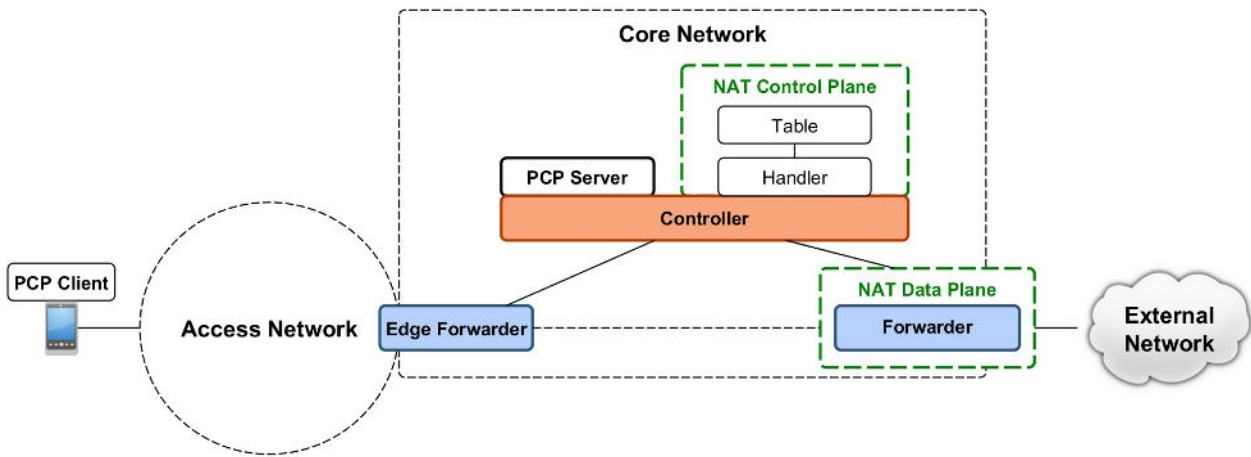 Core Network
NAT Control Plane
Table
PCP Server
Handler
Controller
PCP Client
NAT Data Plane
Access Network
Edge Forwarder
Forwarder
External
Network